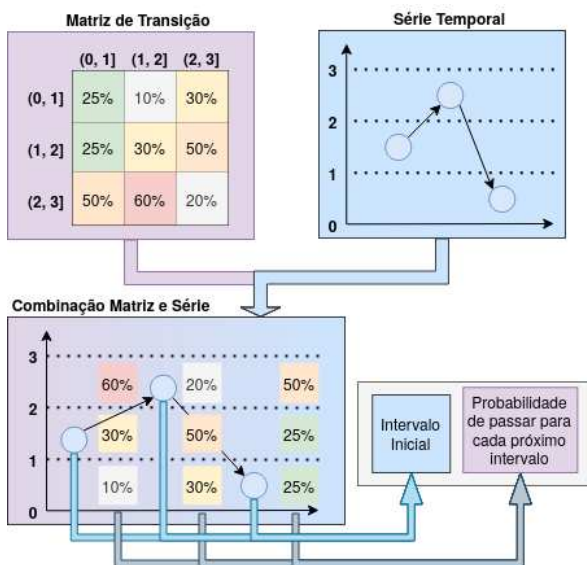 Matriz de Transição
(0, 1] (1, 2] (2, 3]
(0, 1] 25% 10% 30%
(1, 2] 25% 30% 50%
(2, 3] 50% 60% 20%
Série Temporal
3
2
1
0
Combinação Matriz e Série
3
60% 20% 50%
2
30% 50% 25%
1
10% 30% 25%
0
Intervalo
Inicial
Probabilidade
de passar para
cada próximo
intervalo